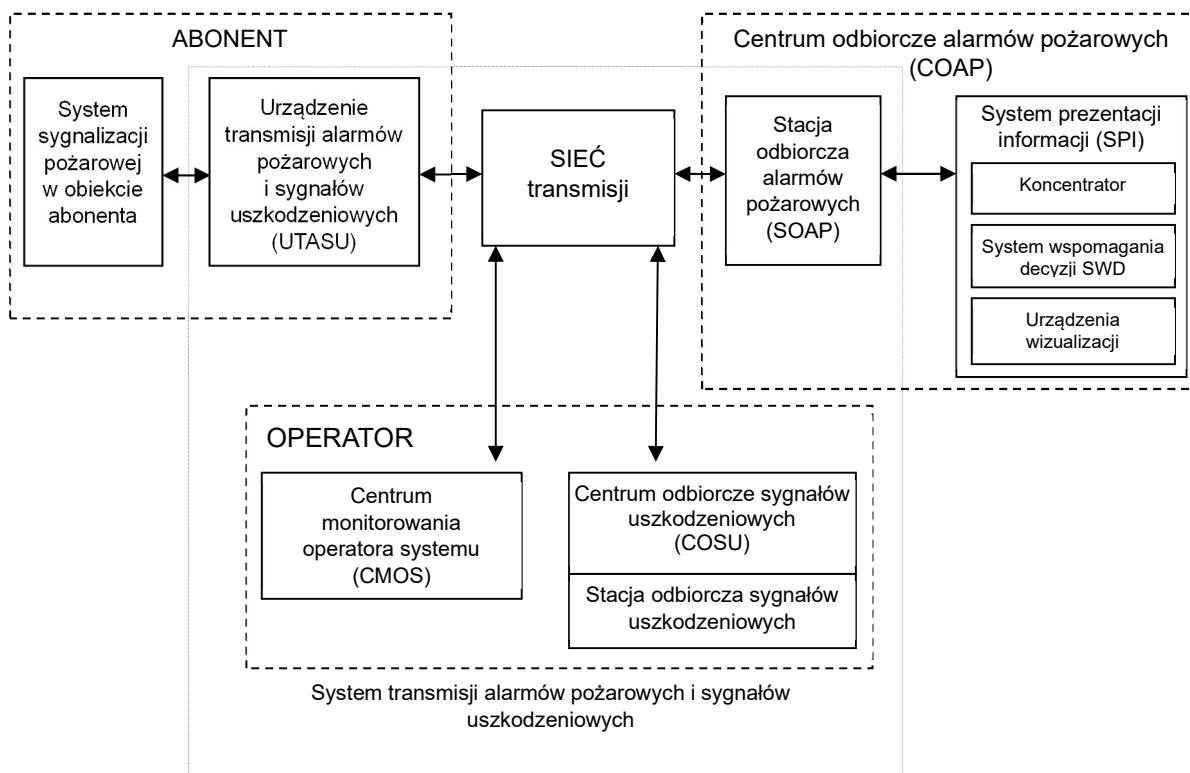 ABONENT
System
sygnalizacji
pożarowej
w obiekcie
abonenta
Urządzenie
transmisji alarmów
pożarowych
i sygnałów
uszkodzeniowych
(UTASU)
SIEĆ
transmisji
Centrum odbiorcze alarmów pożarowych
(COAP)
Stacja
odbiorcza
alarmów
pożarowych
(SOAP)
System prezentacji
informacji (SPI)
Koncentrator
System wspomagania
decyzji SWD
Urządzenia
wizualizacji
OPERATOR
Centrum
monitorowania
operatora systemu
(CMOS)
Centrum odbiorcze sygnałów
uszkodzeniowych
(COSU)
Stacja odbiorcza sygnałów
uszkodzeniowych
System transmisji alarmów pożarowych i sygnałów
uszkodzeniowych